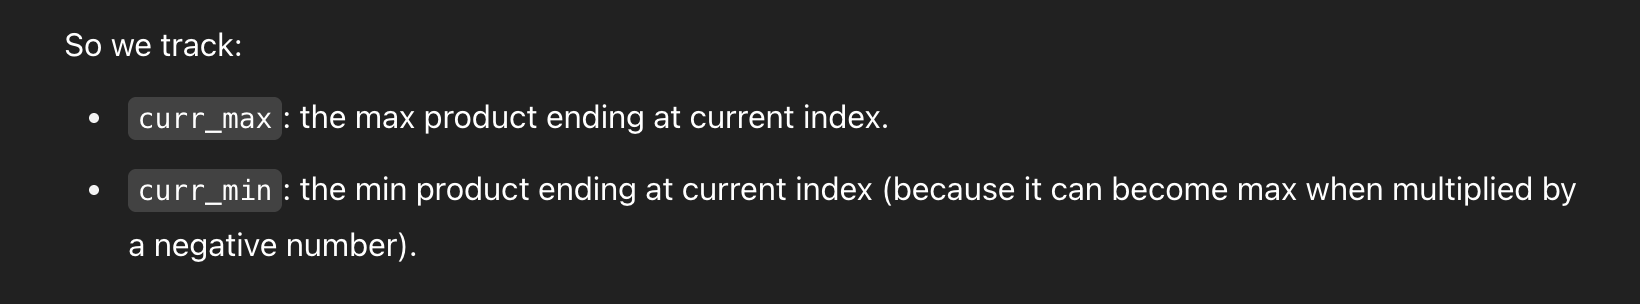 So we track:
• curr_max: the max product ending at current index.
• curr_min: the min product ending at current index (because it can become max when multiplied by
a negative number).